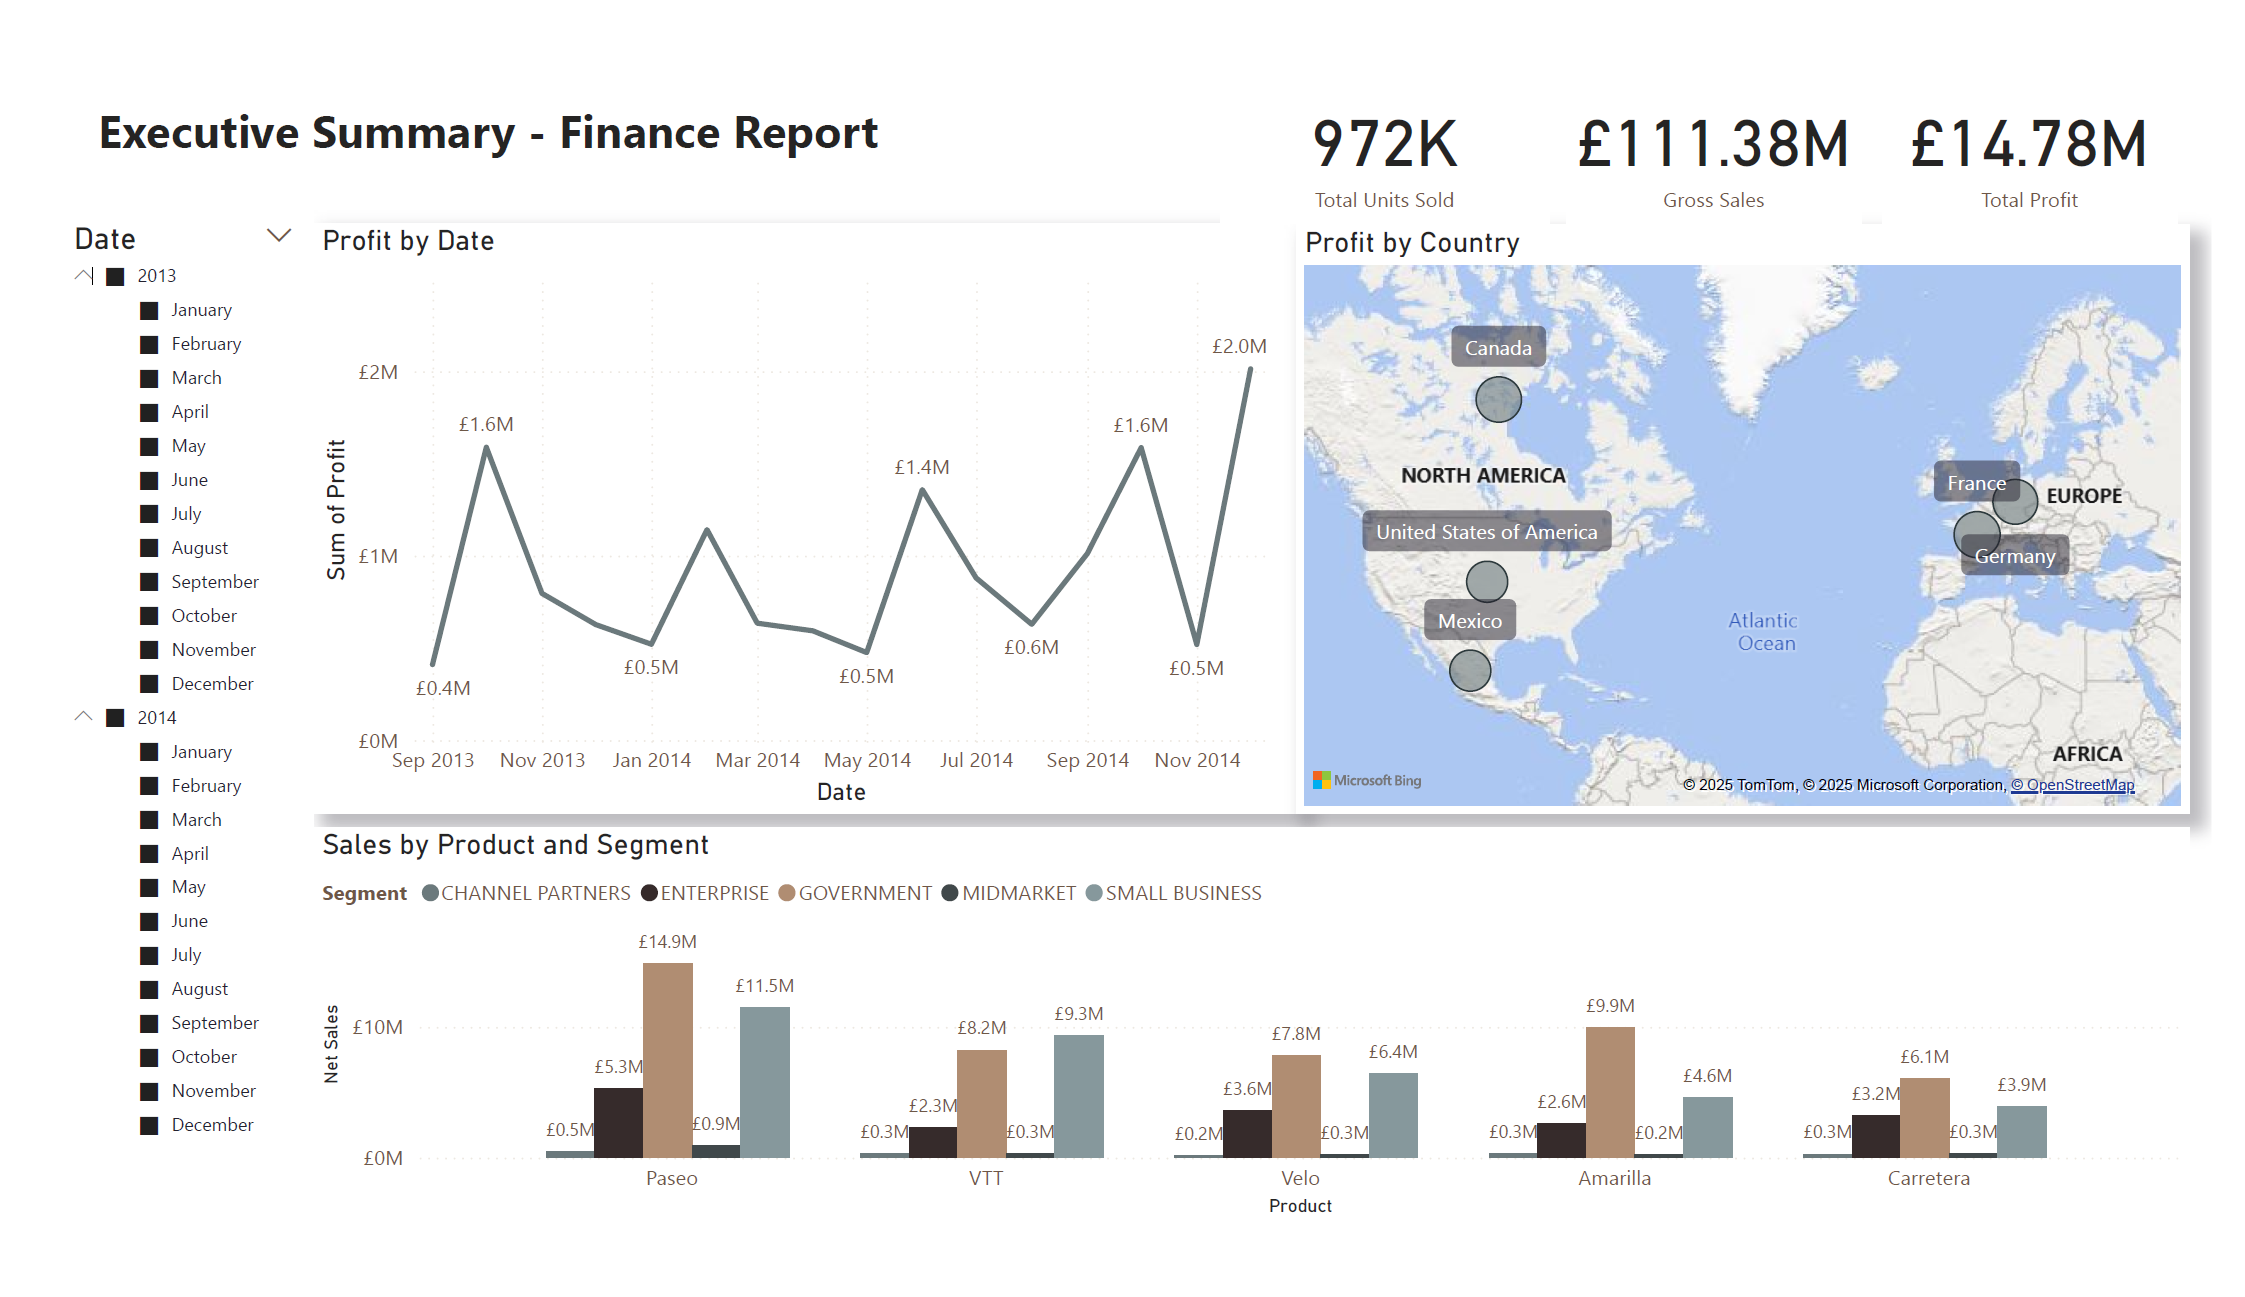 Executive Summary - Finance Report
972K
Total Units Sold
£111.38M
Gross Sales
£14.78M
Total Profit
Date
2013
January
February
March
April
May
June
July
August
September
October
November
December
2014
January
February
March
April
May
June
July
August
September
October
November
December
Profit by Date
Sum of Profit
£2M
£1M
£0M
£0.4M
£1.6M
£0.5M
£0.5M
£1.4M
£0.6M
£1.6M
£0.5M
£2.0M
Sep 2013
Nov 2013
Jan 2014
Mar 2014
May 2014
Jul 2014
Sep 2014
Nov 2014
Date
Profit by Country
Canada
NORTH AMERICA
United States of America
Mexico
France
EUROPE
Germany
Atlantic
Ocean
AFRICA
Microsoft Bing
© 2025 TomTom, © 2025 Microsoft Corporation, © OpenStreetMap
Sales by Product and Segment
Segment CHANNEL PARTNERS ENTERPRISE GOVERNMENT MIDMARKET SMALL BUSINESS
Net Sales
£10M
£0M
£0.5M
£5.3M
£14.9M
£0.9M
£11.5M
£0.3M
£2.3M
£8.2M
£0.3M
£9.3M
£0.2M
£3.6M
£7.8M
£0.3M
£6.4M
£0.3M
£2.6M
£9.9M
£0.2M
£4.6M
£0.3M
£3.2M
£6.1M
£0.3M
£3.9M
Paseo
VTT
Velo
Amarilla
Carretera
Product